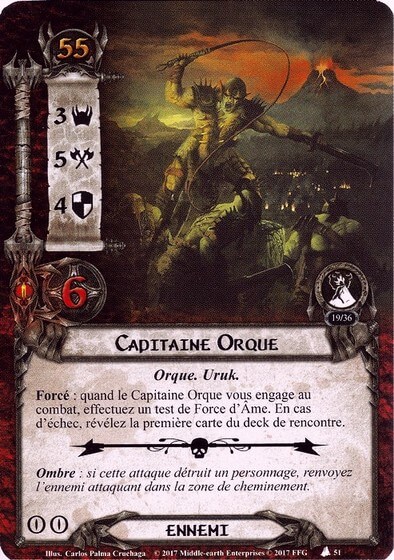 55
3
5
4
6
19/36
Capitaine Orque
Orque. Uruk.
Forcé : quand le Capitaine Orque vous engage au
combat, effectuez un test de Force d'Âme. En cas
d'échec, révélez la première carte du deck de rencontre.
Ombre : si cette attaque détruit un personnage, renvoyez
l'ennemi attaquant dans la zone de cheminement.
ENNEMI
Illus. Carlos Palma Cruchaga © 2017 Middle-earth Enterprises © 2017 FFG 51